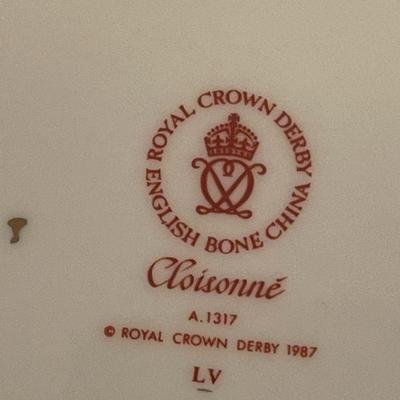 ROYAL CROWN DERBY
ENGLISH BONE CHINA
Cloisonné
A.1317
© ROYAL CROWN DERBY 1987
LV